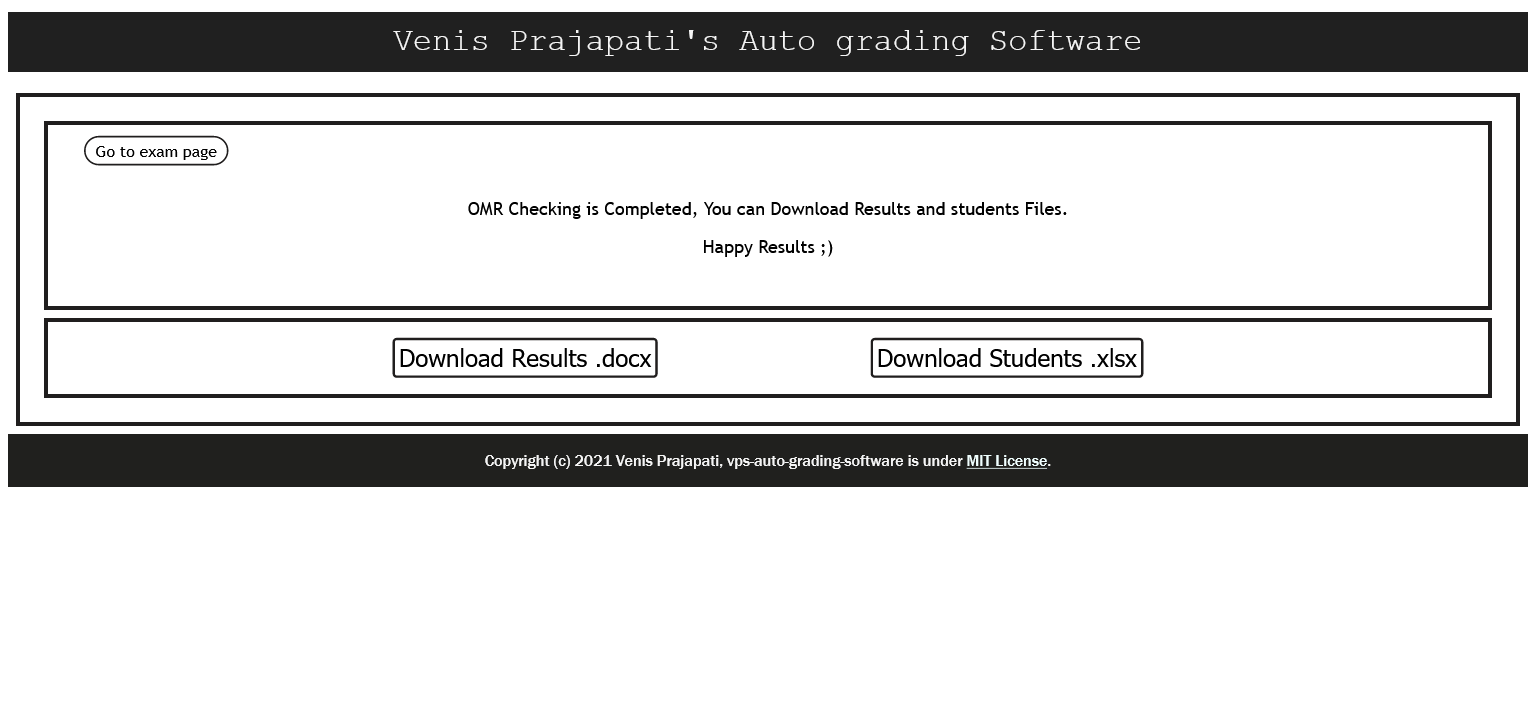 Venis Prajapati's Auto grading Software
Go to exam page
OMR Checking is Completed, You can Download Results and students Files.
Happy Results ;)
Download Results .docx
Download Students .xlsx
Copyright (c) 2021 Venis Prajapati, vps-auto-grading-software is under MIT License.